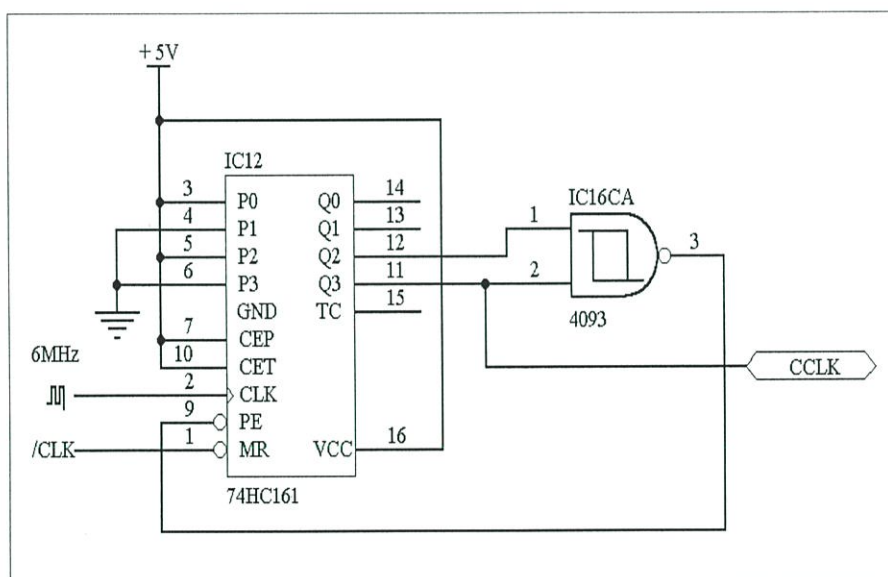 +5V
IC12
3 P0 Q0 14
4 P1 Q1 13
5 P2 Q2 12
6 P3 Q3 11
GND TC 15
7 CEP
10 CET
6MHz
2 CLK
9 PE
/CLK 1 MR VCC 16
74HC161
IC16CA
1
2
3
4093
CCLK